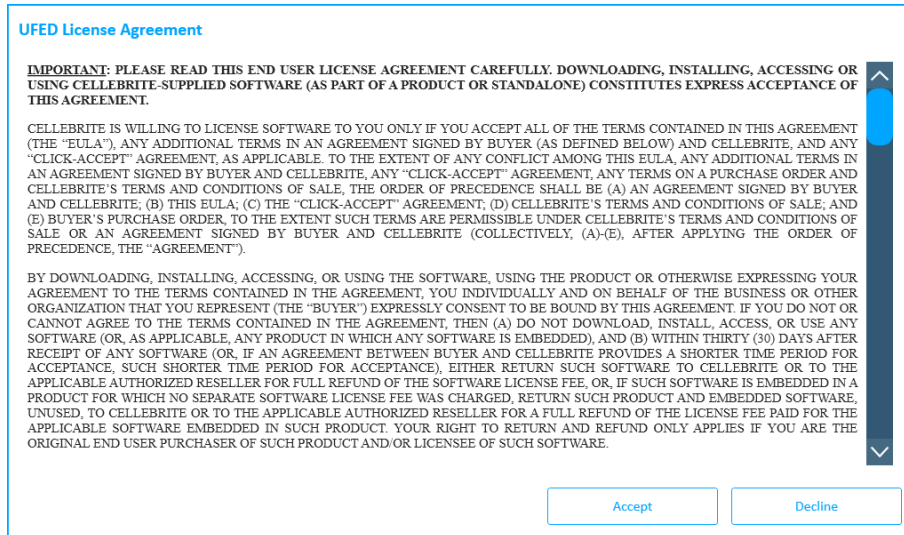 UFED License Agreement
IMPORTANT: PLEASE READ THIS END USER LICENSE AGREEMENT CAREFULLY. DOWNLOADING, INSTALLING, ACCESSING OR
USING CELLEBRITE-SUPPLIED SOFTWARE (AS PART OF A PRODUCT OR STANDALONE) CONSTITUTES EXPRESS ACCEPTANCE OF
THIS AGREEMENT.
CELLEBRITE IS WILLING TO LICENSE SOFTWARE TO YOU ONLY IF YOU ACCEPT ALL OF THE TERMS CONTAINED IN THIS AGREEMENT
(THE “EULA”), ANY ADDITIONAL TERMS IN AN AGREEMENT SIGNED BY BUYER (AS DEFINED BELOW) AND CELLEBRITE, AND ANY
“CLICK-ACCEPT” AGREEMENT, AS APPLICABLE. TO THE EXTENT OF ANY CONFLICT AMONG THIS EULA, ANY ADDITIONAL TERMS IN
AN AGREEMENT SIGNED BY BUYER AND CELLEBRITE, ANY “CLICK-ACCEPT” AGREEMENT, ANY TERMS ON A PURCHASE ORDER AND
CELLEBRITE’S TERMS AND CONDITIONS OF SALE, THE ORDER OF PRECEDENCE SHALL BE (A) AN AGREEMENT SIGNED BY BUYER
AND CELLEBRITE; (B) THIS EULA; (C) THE “CLICK-ACCEPT” AGREEMENT; (D) CELLEBRITE’S TERMS AND CONDITIONS OF SALE; AND
(E) BUYER’S PURCHASE ORDER, TO THE EXTENT SUCH TERMS ARE PERMISSIBLE UNDER CELLEBRITE’S TERMS AND CONDITIONS OF
SALE OR AN AGREEMENT SIGNED BY BUYER AND CELLEBRITE (COLLECTIVELY, (A)-(E), AFTER APPLYING THE ORDER OF
PRECEDENCE, THE “AGREEMENT”).
BY DOWNLOADING, INSTALLING, ACCESSING, OR USING THE SOFTWARE, USING THE PRODUCT OR OTHERWISE EXPRESSING YOUR
AGREEMENT TO THE TERMS CONTAINED IN THE AGREEMENT, YOU INDIVIDUALLY AND ON BEHALF OF THE BUSINESS OR OTHER
ORGANIZATION THAT YOU REPRESENT (THE “BUYER”) EXPRESSLY CONSENT TO BE BOUND BY THIS AGREEMENT. IF YOU DO NOT OR
CANNOT AGREE TO THE TERMS CONTAINED IN THE AGREEMENT, THEN (A) DO NOT DOWNLOAD, INSTALL, ACCESS, OR USE ANY
SOFTWARE (OR, AS APPLICABLE, ANY PRODUCT IN WHICH ANY SOFTWARE IS EMBEDDED), AND (B) WITHIN THIRTY (30) DAYS AFTER
RECEIPT OF ANY SOFTWARE (OR, IF AN AGREEMENT BETWEEN BUYER AND CELLEBRITE PROVIDES A SHORTER TIME PERIOD FOR
ACCEPTANCE, SUCH SHORTER TIME PERIOD FOR ACCEPTANCE), EITHER RETURN SUCH SOFTWARE TO CELLEBRITE OR TO THE
APPLICABLE AUTHORIZED RESELLER FOR FULL REFUND OF THE SOFTWARE LICENSE FEE, OR, IF SUCH SOFTWARE IS EMBEDDED IN A
PRODUCT FOR WHICH NO SEPARATE SOFTWARE LICENSE FEE WAS CHARGED, RETURN SUCH PRODUCT AND EMBEDDED SOFTWARE,
UNUSED, TO CELLEBRITE OR TO THE APPLICABLE AUTHORIZED RESELLER FOR A FULL REFUND OF THE LICENSE FEE PAID FOR THE
APPLICABLE SOFTWARE EMBEDDED IN SUCH PRODUCT. YOUR RIGHT TO RETURN AND REFUND ONLY APPLIES IF YOU ARE THE
ORIGINAL END USER PURCHASER OF SUCH PRODUCT AND/OR LICENSEE OF SUCH SOFTWARE.
Accept
Decline